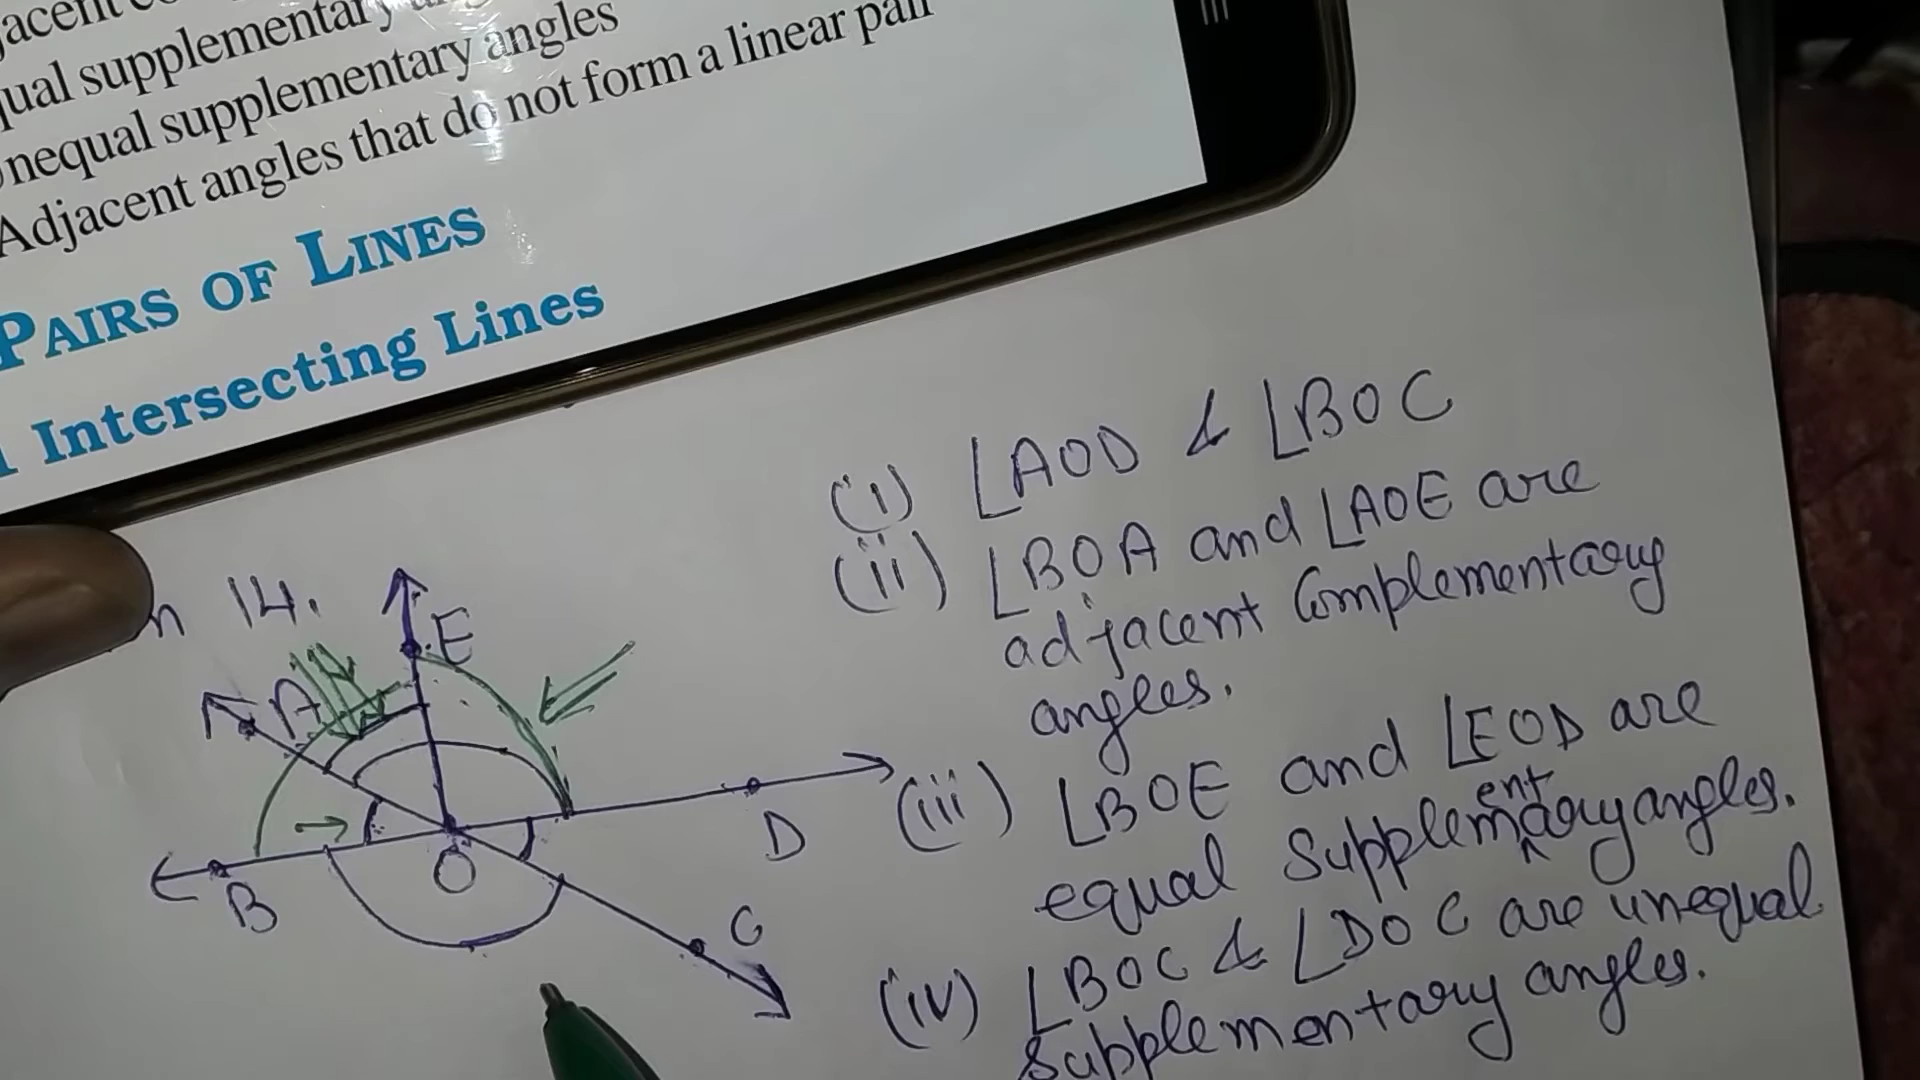 qual supplementary
nequal supplementary angles
Adjacent angles that do not form a linear pair
PAIRS OF LINES
Intersecting Lines
n 14.
E
A
D
B
O
C
(i) ∠AOD & ∠BOC
(ii) ∠BOA and ∠AOE are
adjacent Complementary
angles.
(iii) ∠BOE and ∠EOD are
equal Supplementary angles.
(iv) ∠BOC & ∠DOC are unequal
Supplementary angles.